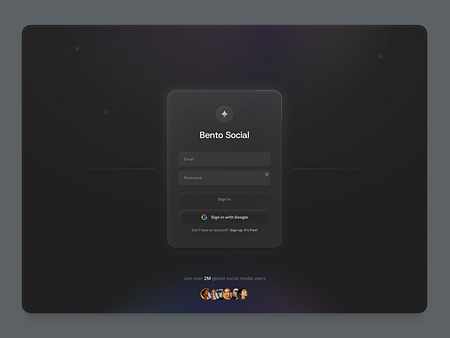 Bento Social
Email
Password
Sign in
Sign in with Google
Don't have an account? Sign up, it's free!
Join over 2M global social media users